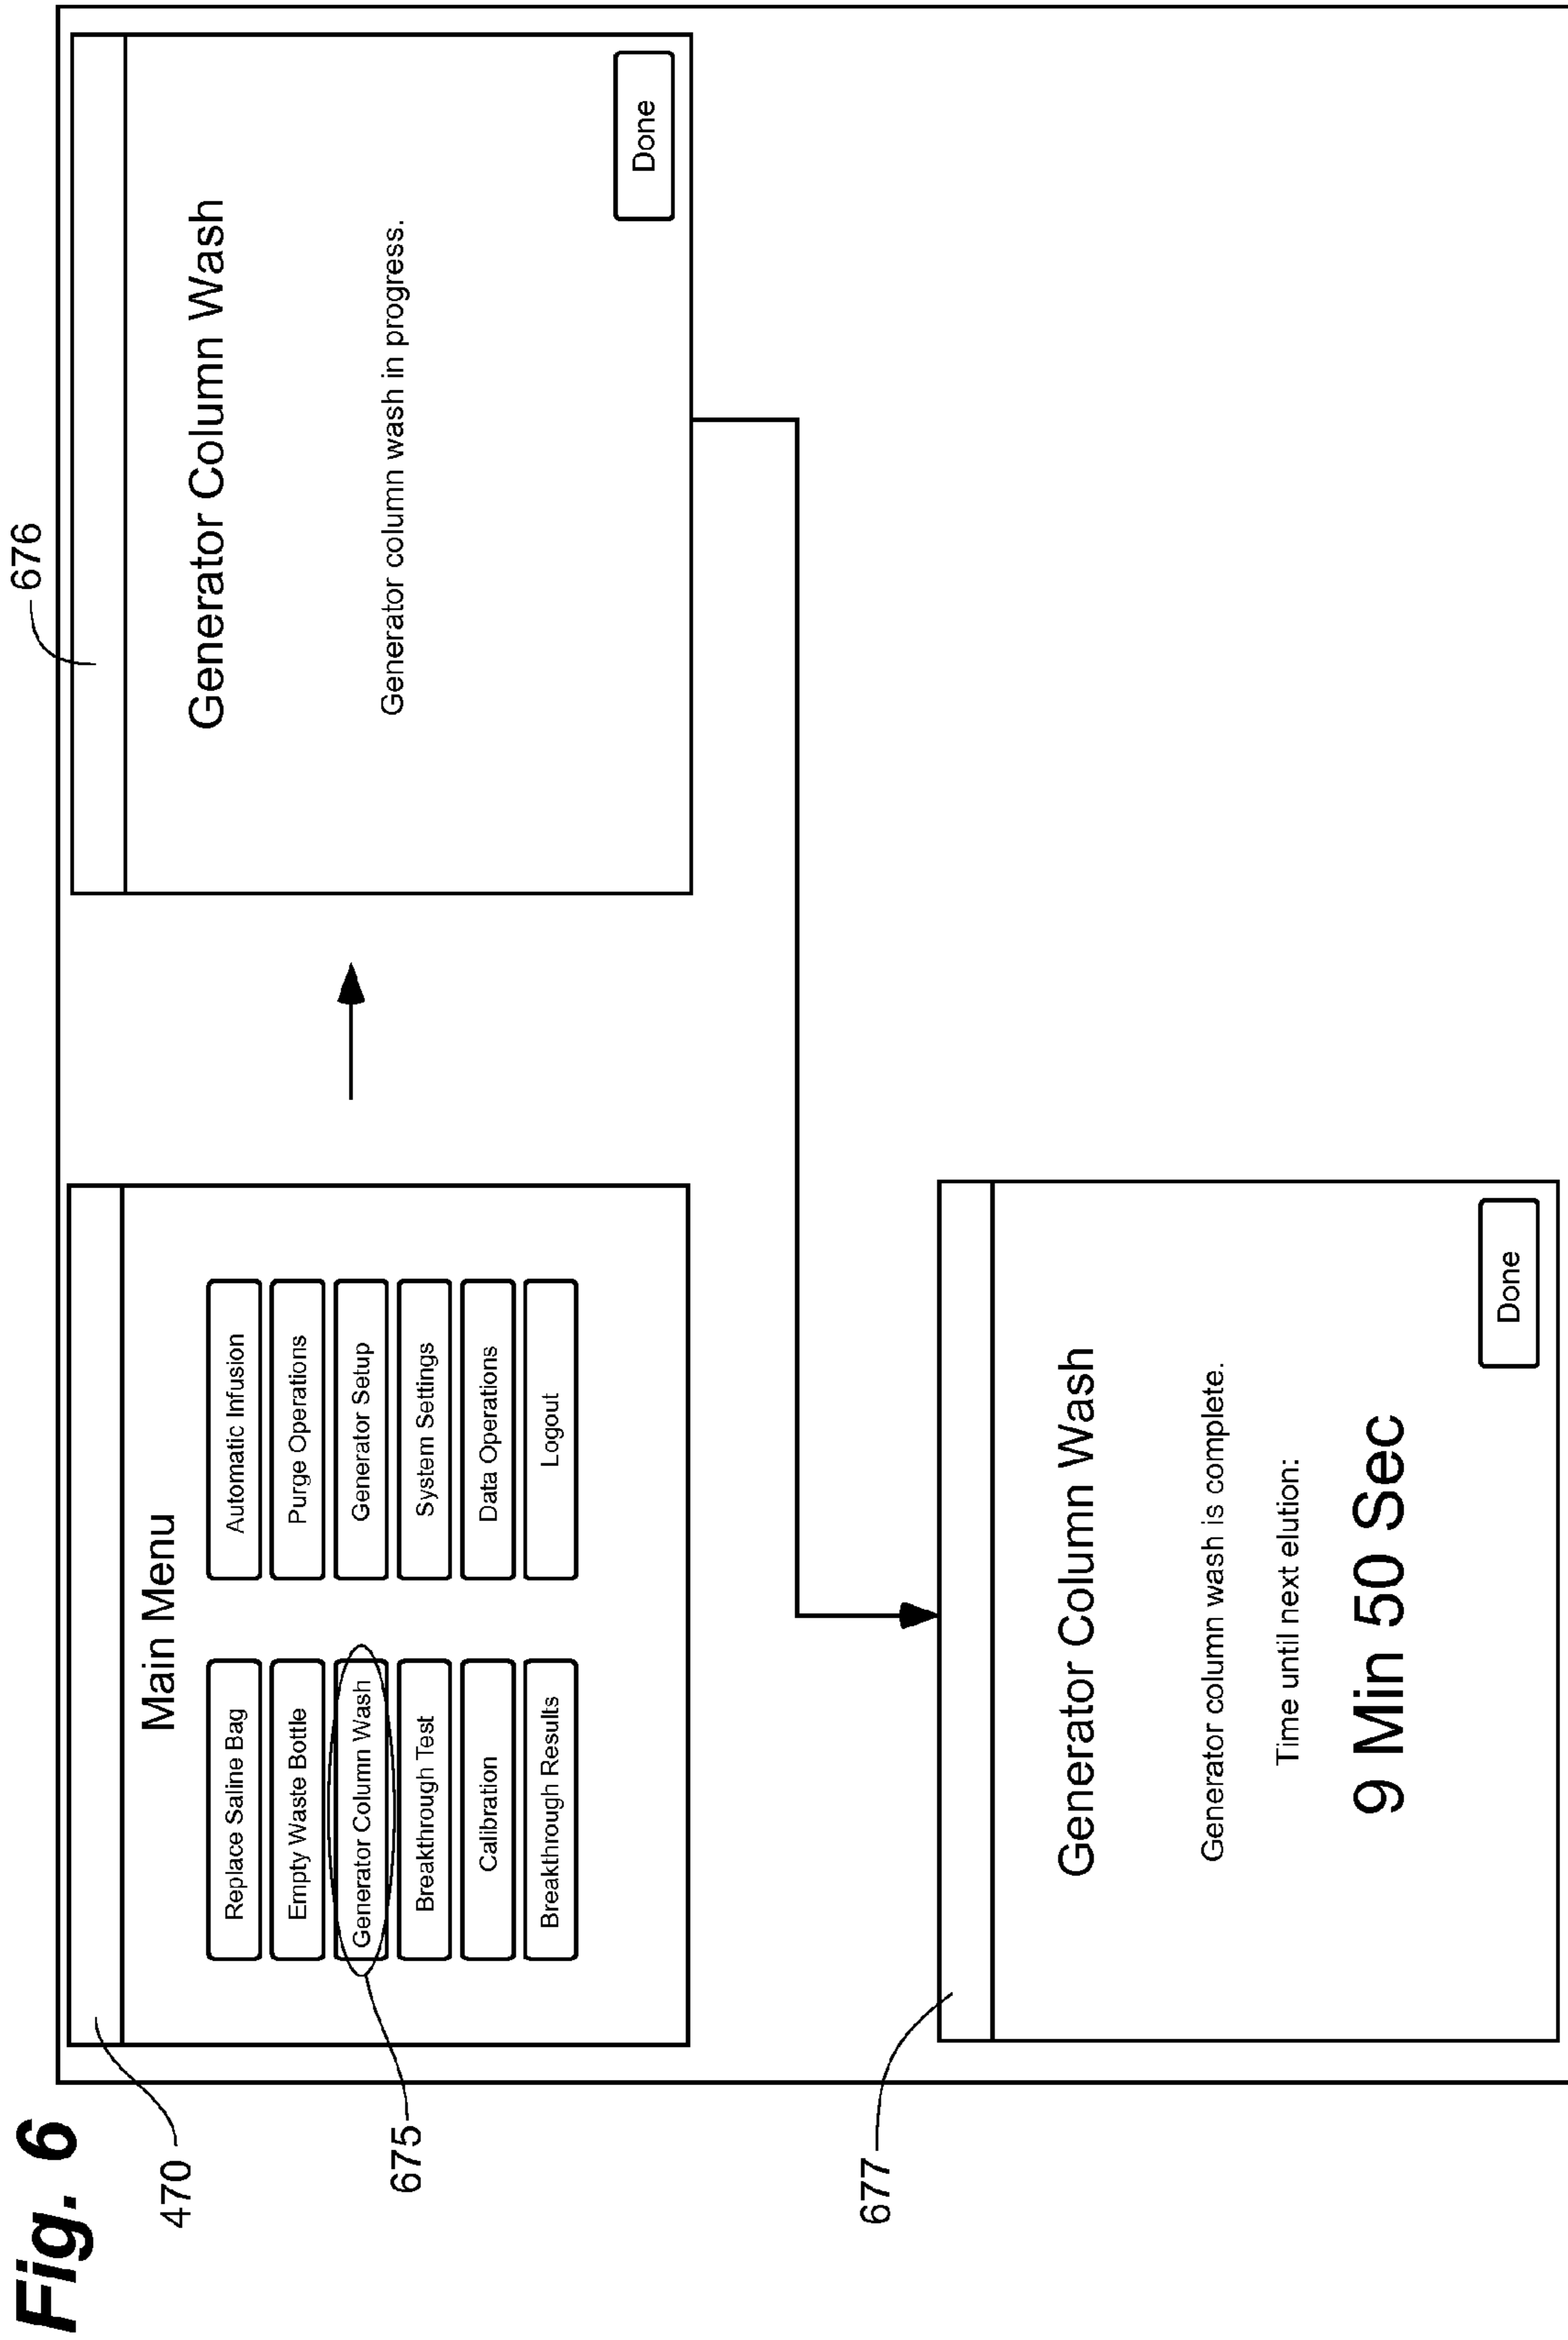 Fig. 6
470
Main Menu
Replace Saline Bag
Automatic Infusion
Empty Waste Bottle
Purge Operations
Generator Column Wash
Generator Setup
Breakthrough Test
System Settings
Calibration
Data Operations
Breakthrough Results
Logout
675
676
Generator Column Wash
Generator column wash in progress.
Done
677
Generator Column Wash
Generator column wash is complete.
Time until next elution:
9 Min 50 Sec
Done